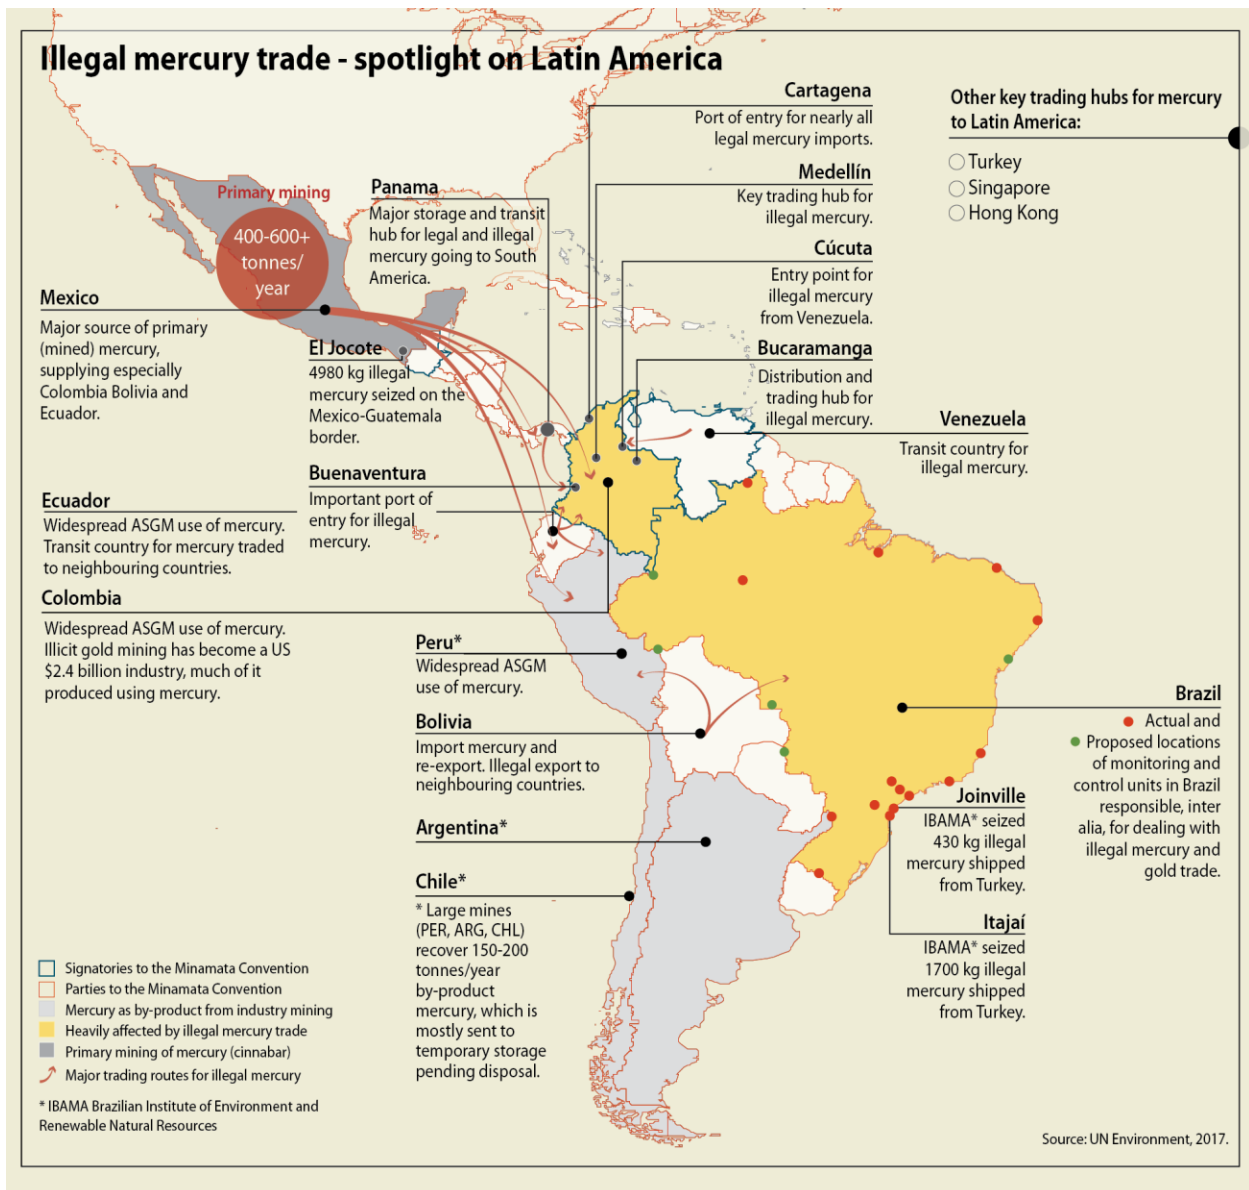 Illegal mercury trade - spotlight on Latin America
Cartagena
Port of entry for nearly all
legal mercury imports.
Other key trading hubs for mercury
to Latin America:
Turkey
Singapore
Hong Kong
Medellín
Key trading hub for
illegal mercury.
Cúcuta
Entry point for
illegal mercury
from Venezuela.
Bucaramanga
Distribution and
trading hub for
illegal mercury.
Venezuela
Transit country for
illegal mercury.
Primary mining
400-600+
tonnes/
year
Panama
Major storage and transit
hub for legal and illegal
mercury going to South
America.
Mexico
Major source of primary
(mined) mercury,
supplying especially
Colombia Bolivia and
Ecuador.
El Jocote
4980 kg illegal
mercury seized on the
Mexico-Guatemala
border.
Buenaventura
Important port of
entry for illegal
mercury.
Ecuador
Widespread ASGM use of mercury.
Transit country for mercury traded
to neighbouring countries.
Colombia
Widespread ASGM use of mercury.
Illicit gold mining has become a US
$2.4 billion industry, much of it
produced using mercury.
Peru*
Widespread ASGM
use of mercury.
Bolivia
Import mercury and
re-export. Illegal export to
neighbouring countries.
Argentina*
Chile*
* Large mines
(PER, ARG, CHL)
recover 150-200
tonnes/year
by-product
mercury, which is
mostly sent to
temporary storage
pending disposal.
Brazil
Actual and
Proposed locations
of monitoring and
control units in Brazil
responsible, inter
alia, for dealing with
illegal mercury and
gold trade.
Joinville
IBAMA* seized
430 kg illegal
mercury shipped
from Turkey.
Itajaí
IBAMA* seized
1700 kg illegal
mercury shipped
from Turkey.
Signatories to the Minamata Convention
Parties to the Minamata Convention
Mercury as by-product from industry mining
Heavily affected by illegal mercury trade
Primary mining of mercury (cinnabar)
Major trading routes for illegal mercury
* IBAMA Brazilian Institute of Environment and
Renewable Natural Resources
Source: UN Environment, 2017.